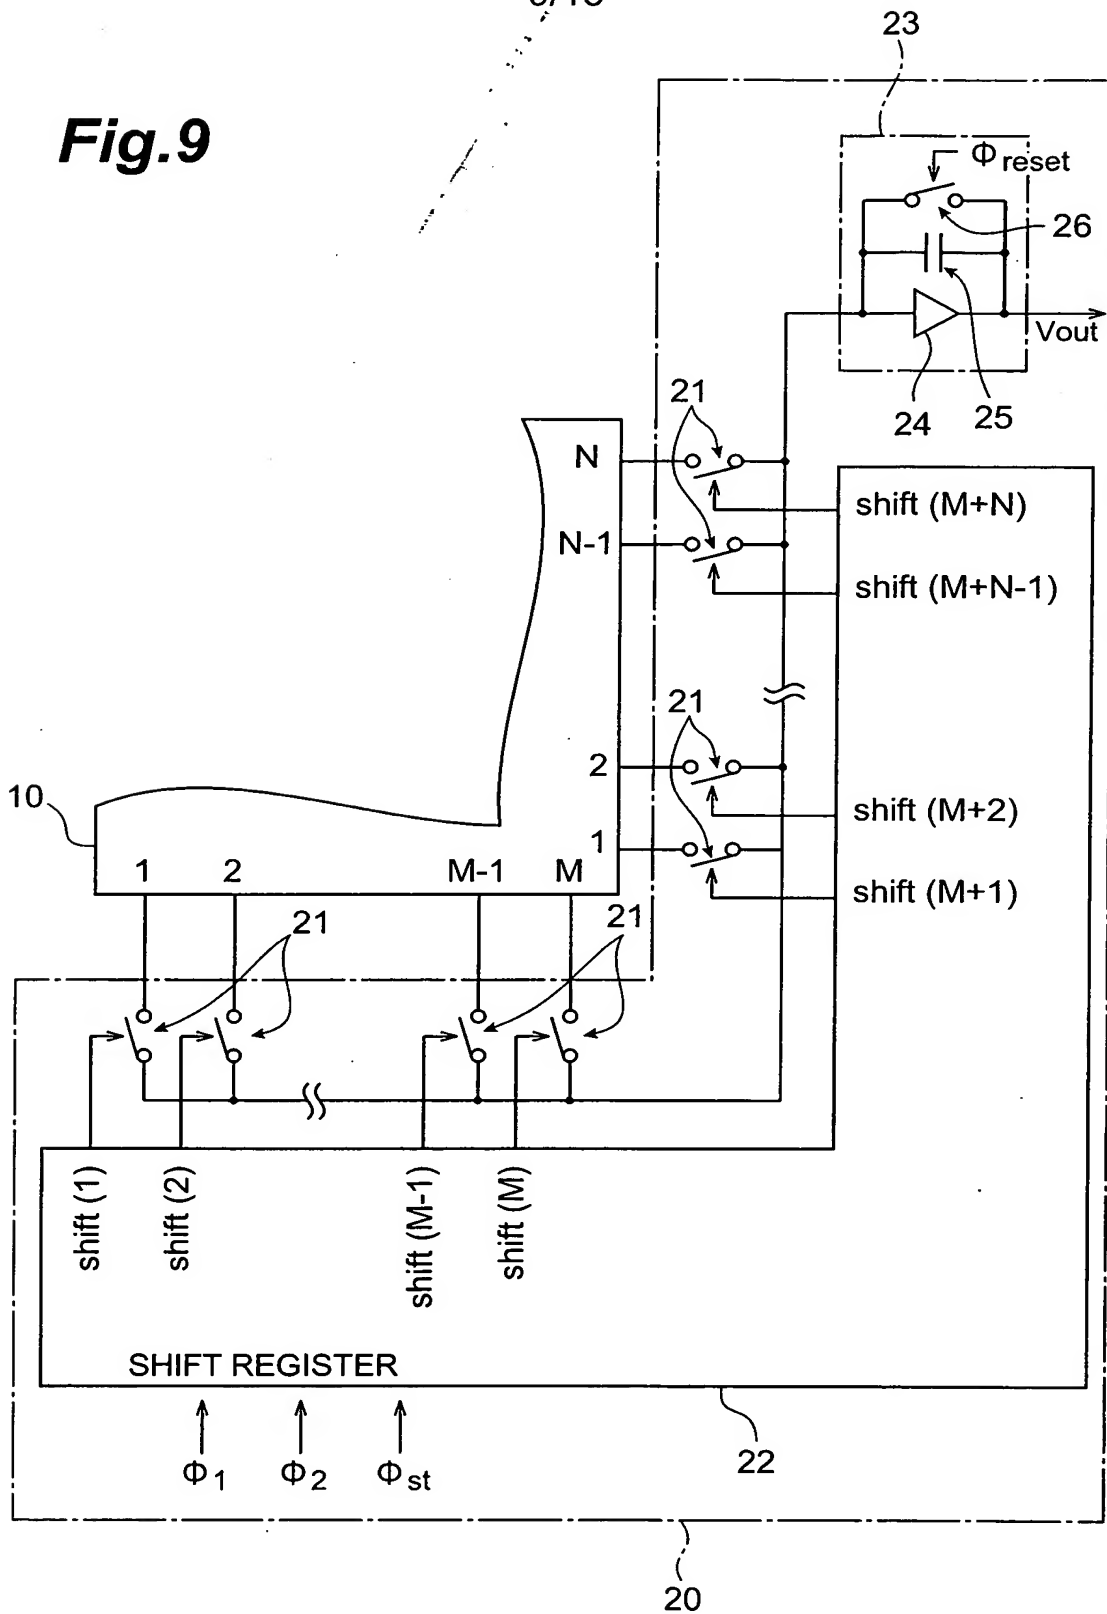 Fig.9
23
Φreset
26
Vout
24
25
21
N
shift (M+N)
N-1
shift (M+N-1)
21
2
shift (M+2)
10
1
shift (M+1)
1
2
M-1
M
21
21
shift (1)
shift (2)
shift (M-1)
shift (M)
SHIFT REGISTER
Φ1
Φ2
Φst
22
20